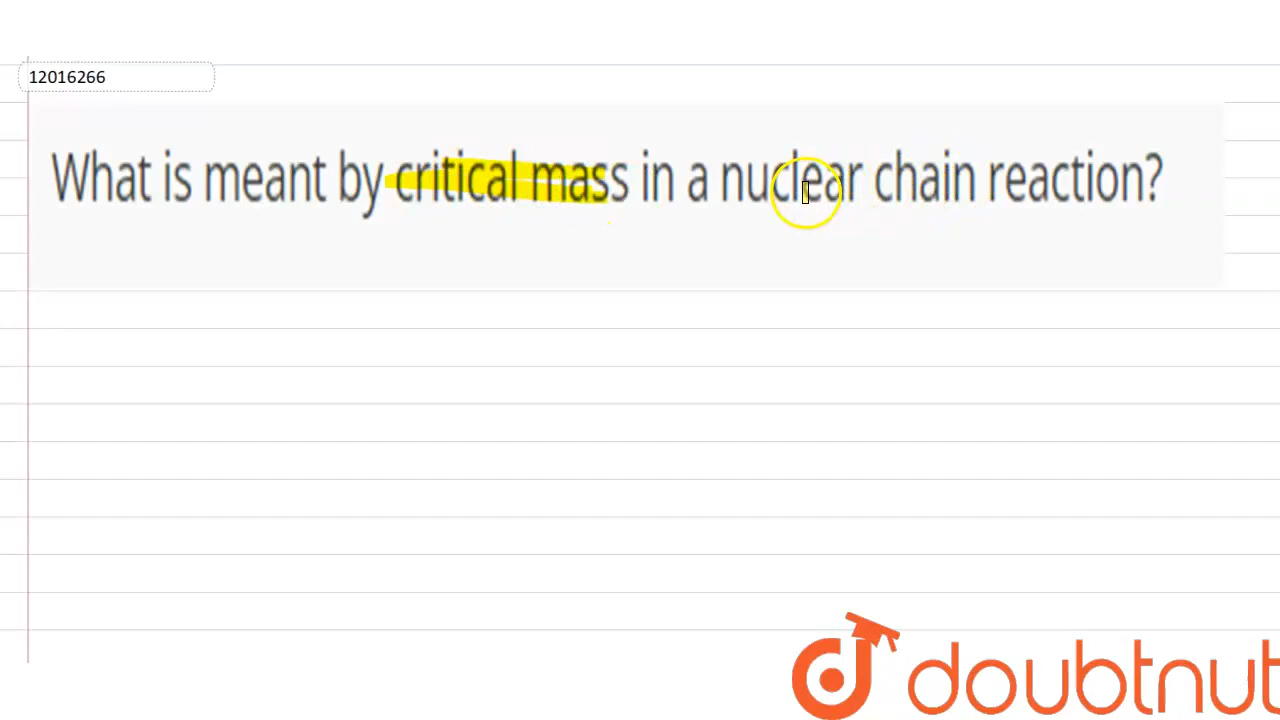 12016266
What is meant by critical mass in a nuclear chain reaction?
doubtnut